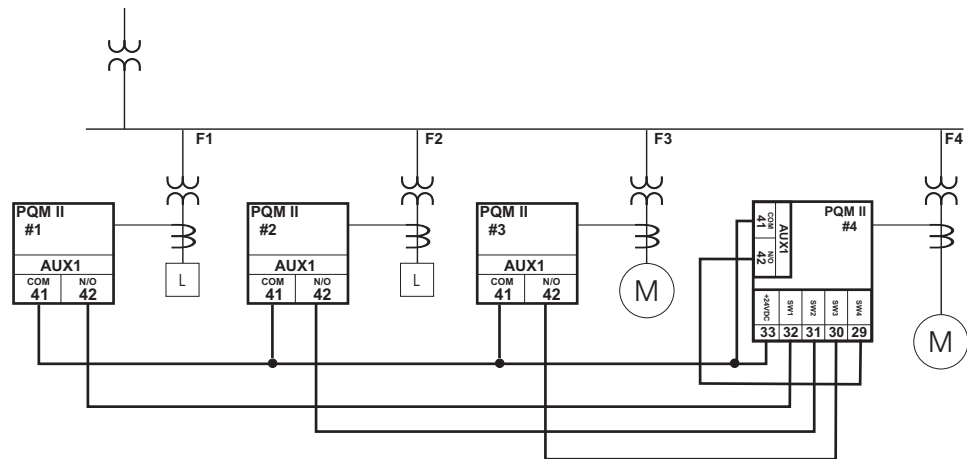 F1
F2
F3
F4
PQM II
#1
AUX1
COM
N/O
41
42
L
PQM II
#2
AUX1
COM
N/O
41
42
L
PQM II
#3
AUX1
COM
N/O
41
42
M
PQM II
#4
AUX1
COM
41
N/O
42
+24VDC
SW1
SW2
SW3
SW4
33
32
31
30
29
M